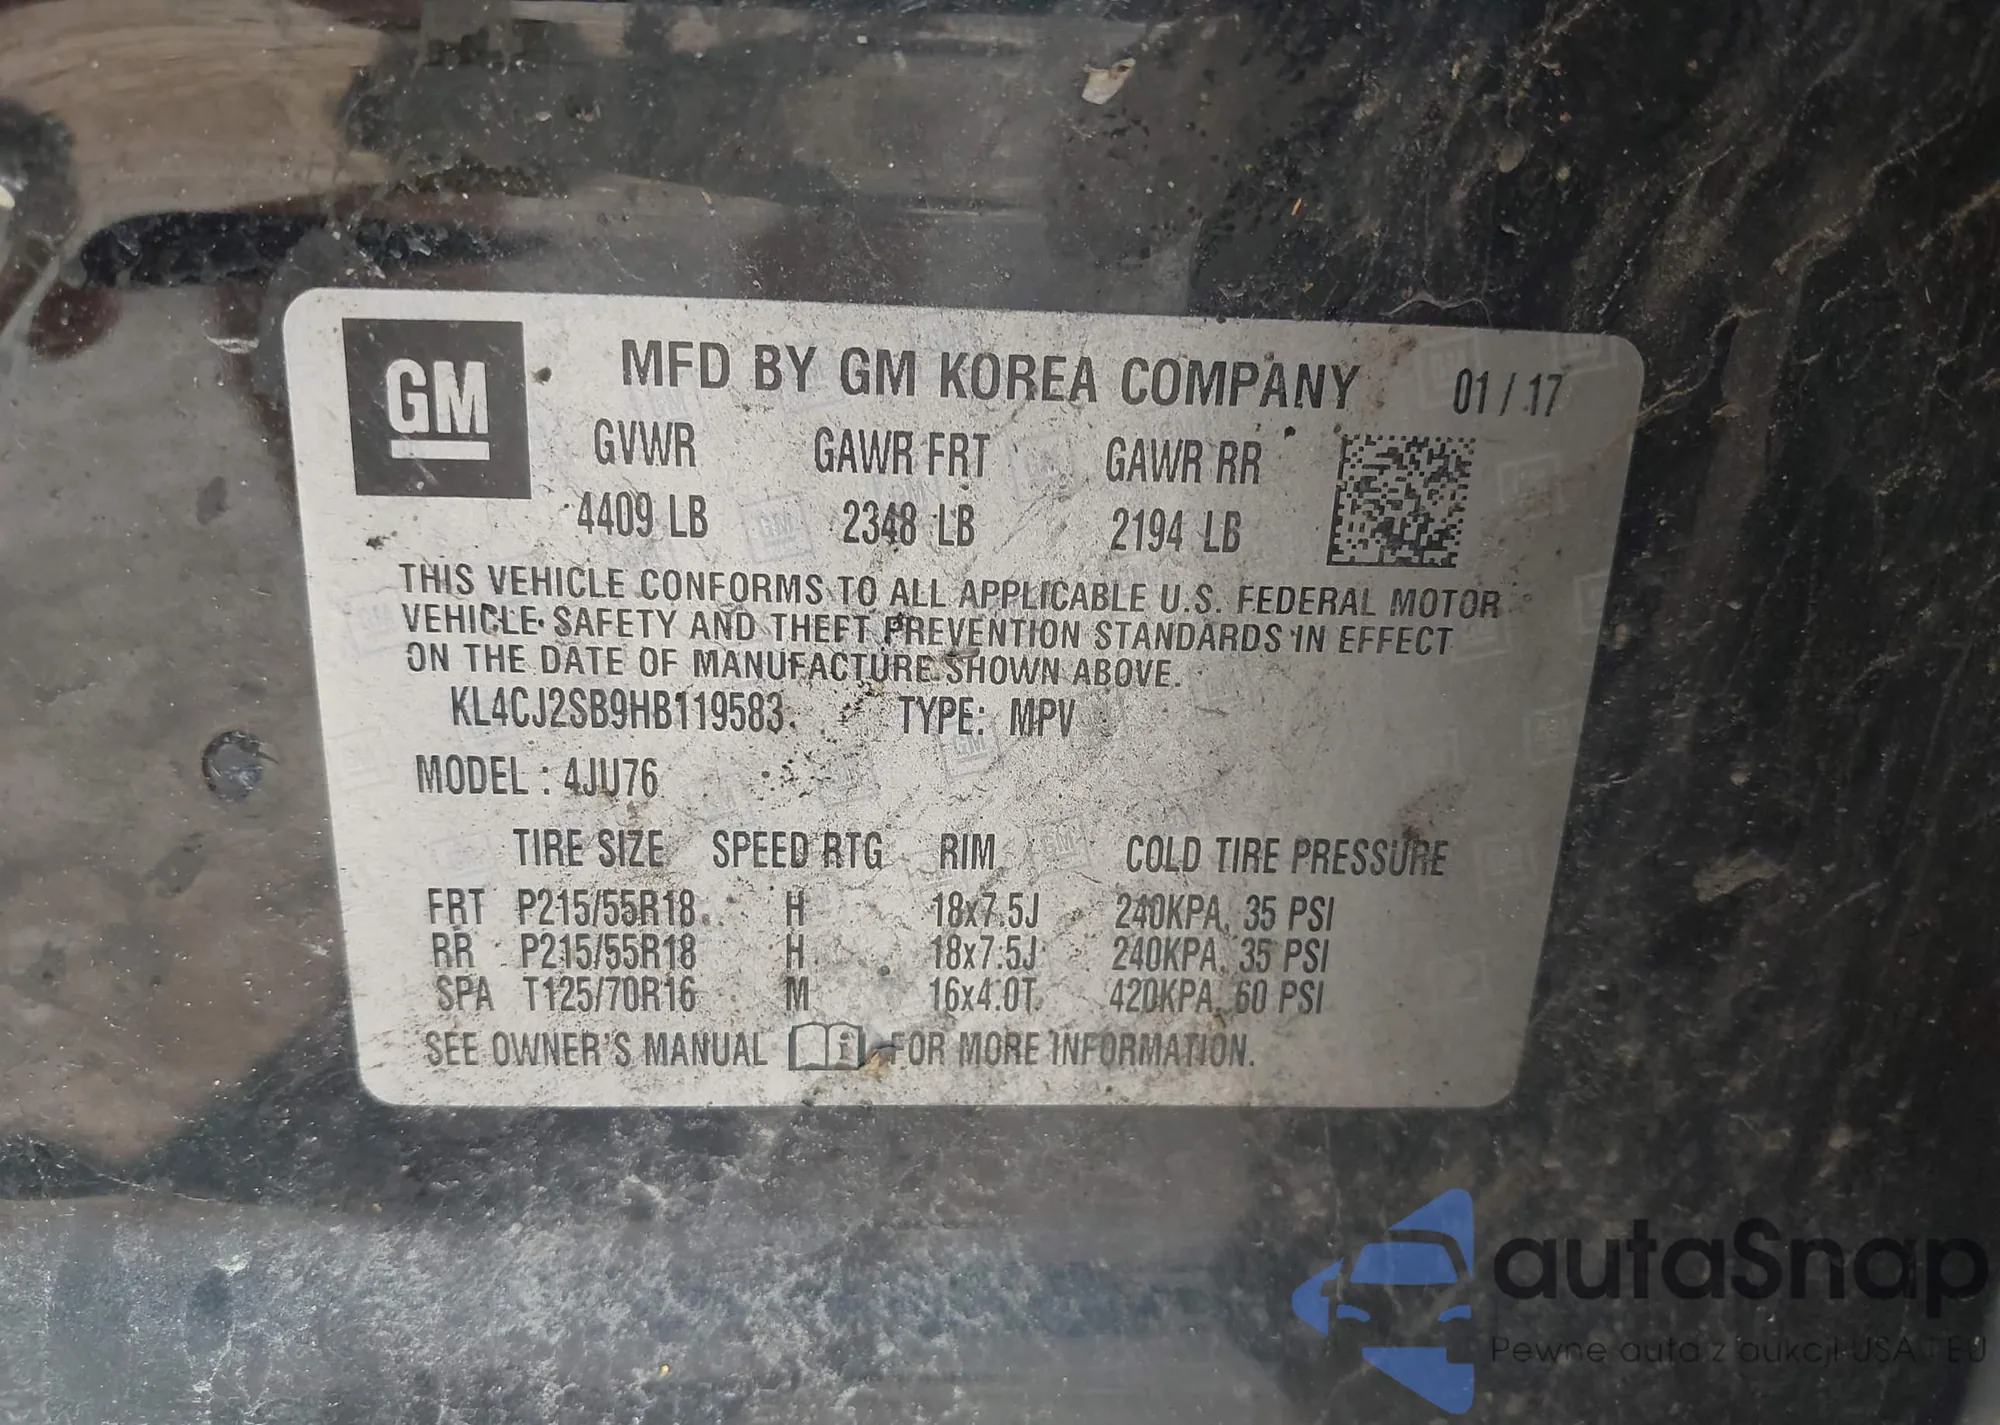 GM
MFD BY GM KOREA COMPANY 01/17
GVWR GAWR FRT GAWR RR
4409 LB 2348 LB 2194 LB
THIS VEHICLE CONFORMS TO ALL APPLICABLE U.S. FEDERAL MOTOR
VEHICLE SAFETY AND THEFT PREVENTION STANDARDS IN EFFECT
ON THE DATE OF MANUFACTURE SHOWN ABOVE.
KL4CJ2SB9HB119583 TYPE: MPV
MODEL : 4JU76
TIRE SIZE SPEED RTG RIM COLD TIRE PRESSURE
FRT P215/55R18 H 18x7.5J 240KPA, 35 PSI
RR P215/55R18 H 18x7.5J 240KPA, 35 PSI
SPA T125/70R16 M 16x4.0T 420KPA, 60 PSI
SEE OWNER'S MANUAL i FOR MORE INFORMATION.
autaSnap
Pewne auta z aukcji USA i EU